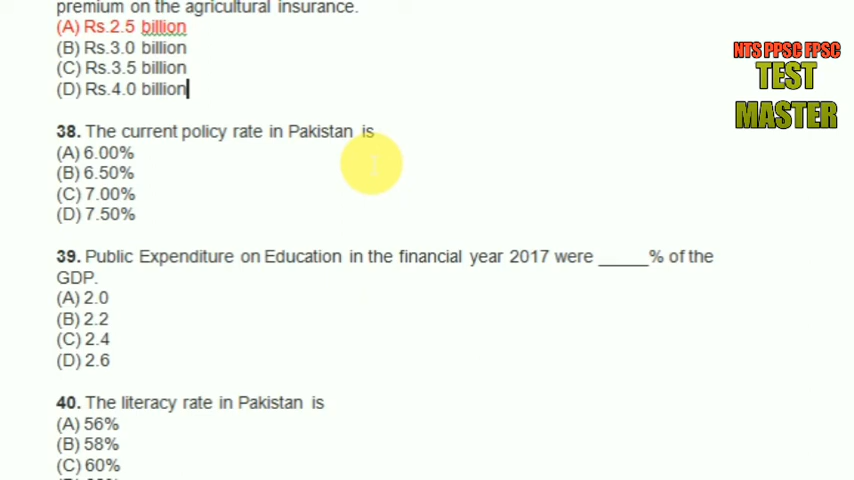 premium on the agricultural insurance.
(A) Rs.2.5 billion
(B) Rs.3.0 billion
(C) Rs.3.5 billion
(D) Rs.4.0 billion
NTS PPSC FPSC
TEST
MASTER
38. The current policy rate in Pakistan is
(A) 6.00%
(B) 6.50%
(C) 7.00%
(D) 7.50%
39. Public Expenditure on Education in the financial year 2017 were _____% of the
GDP.
(A) 2.0
(B) 2.2
(C) 2.4
(D) 2.6
40. The literacy rate in Pakistan is
(A) 56%
(B) 58%
(C) 60%